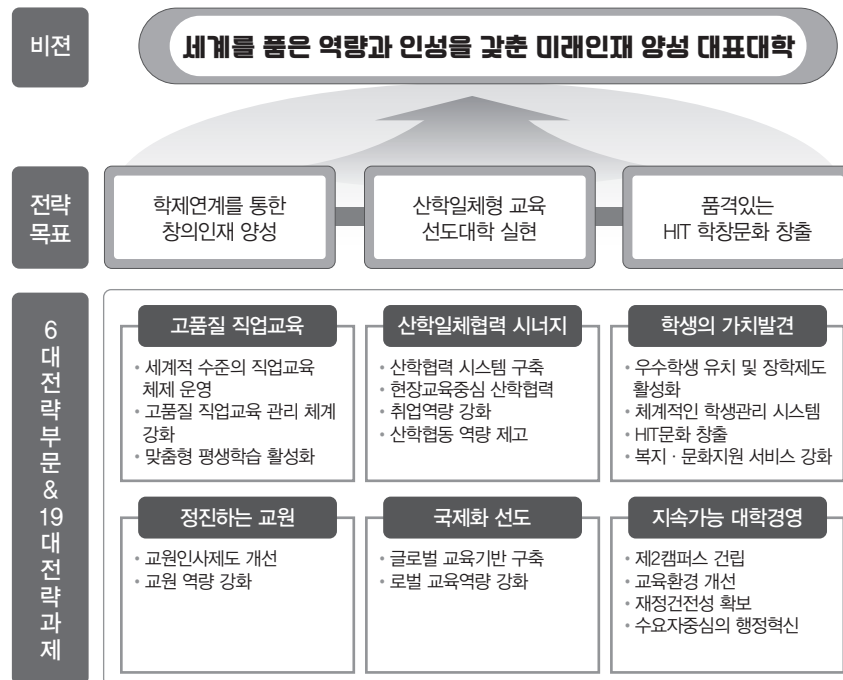 비젼
세계를 품은 역량과 인성을 갖춘 미래인재 양성 대표대학
전략
목표
학제연계를 통한
창의인재 양성
산학일체형 교육
선도대학 실현
품격있는
HIT 학창문화 창출
6
대
전
략
부
문
&
19
대
전
략
과
제
고품질 직업교육
• 세계적 수준의 직업교육
체제 운영
• 고품질 직업교육 관리 체계
강화
• 맞춤형 평생학습 활성화
산학일체협력 시너지
• 산학협력 시스템 구축
• 현장교육중심 산학협력
• 취업역량 강화
• 산학협동 역량 제고
학생의 가치발견
• 우수학생 유치 및 장학제도
활성화
• 체계적인 학생관리 시스템
• HIT문화 창출
• 복지 · 문화지원 서비스 강화
정진하는 교원
• 교원인사제도 개선
• 교원 역량 강화
국제화 선도
• 글로벌 교육기반 구축
• 로벌 교육역량 강화
지속가능 대학경영
• 제2캠퍼스 건립
• 교육환경 개선
• 재정건전성 확보
• 수요자중심의 행정혁신